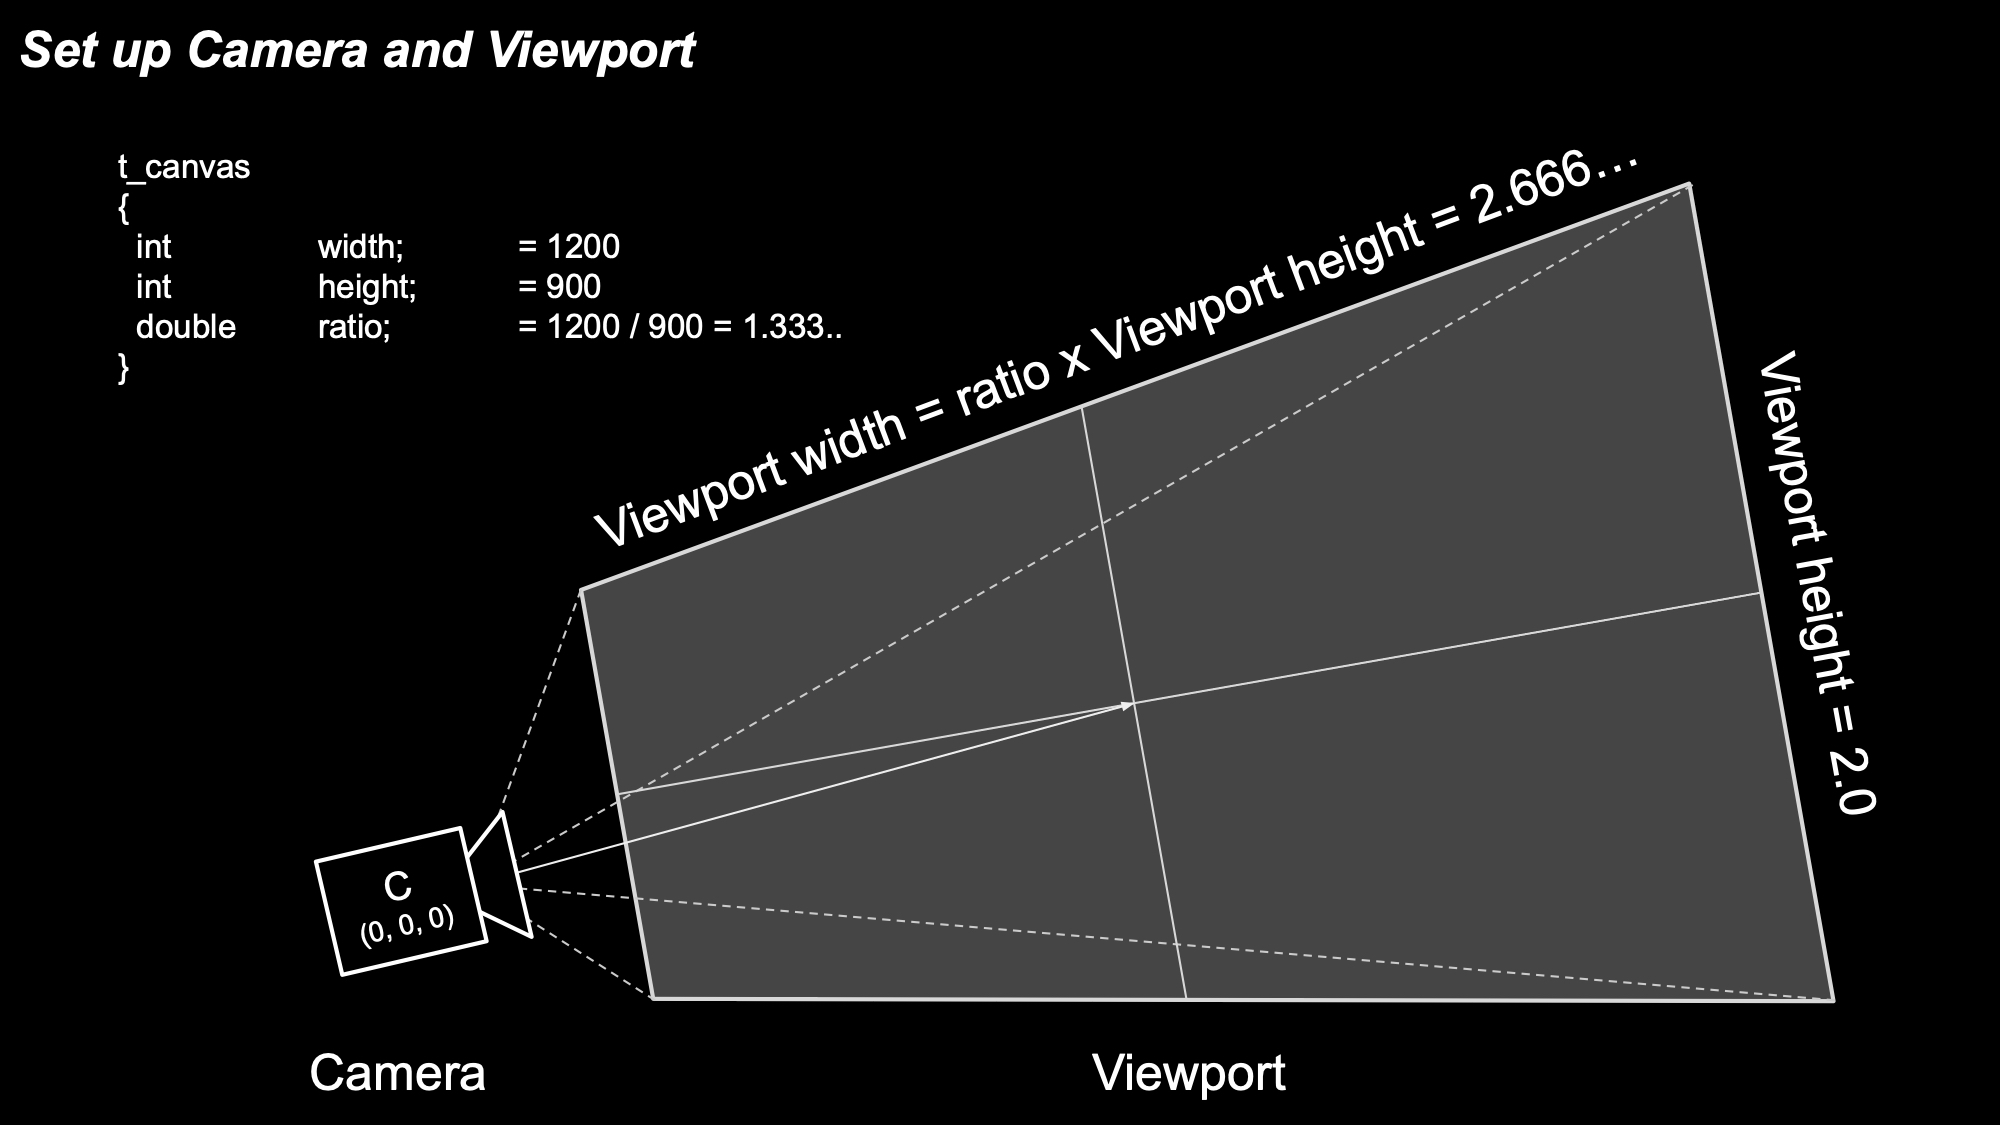 Set up Camera and Viewport
t_canvas
{
int width; = 1200
int height; = 900
double ratio; = 1200 / 900 = 1.333..
}
Viewport width = ratio x Viewport height = 2.666…
Viewport height = 2.0
C
(0, 0, 0)
Camera
Viewport